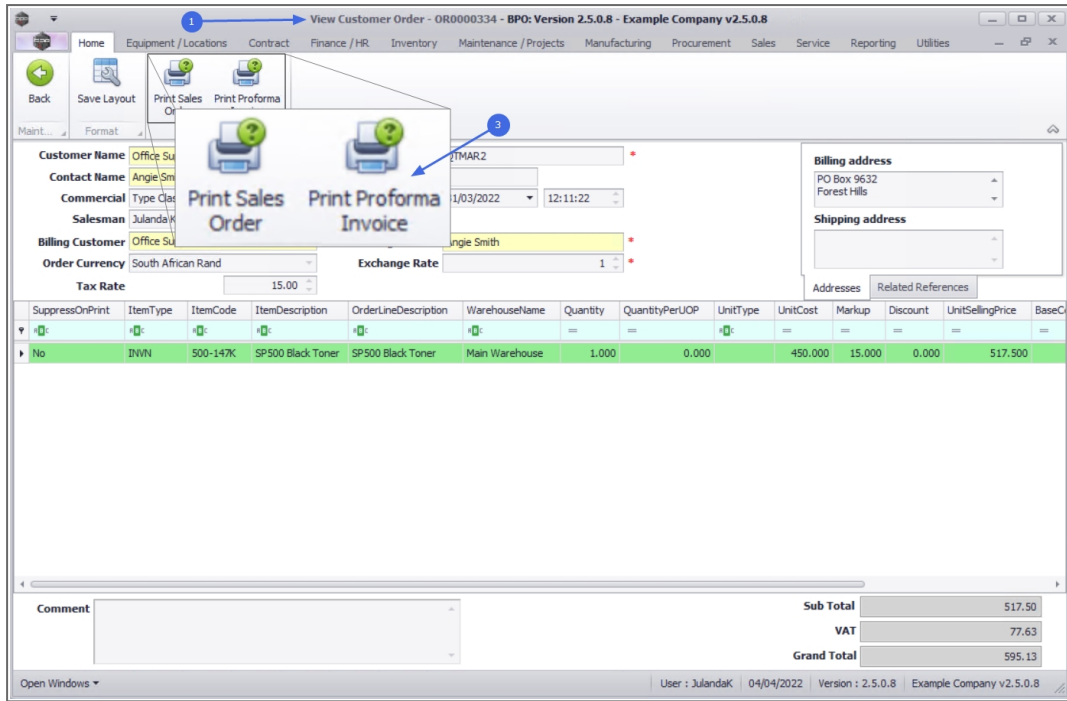 1
View Customer Order - OR0000334 - BPO: Version 2.5.0.8 - Example Company v2.5.0.8
Home Equipment / Locations Contract Finance / HR Inventory Maintenance / Projects Manufacturing Procurement Sales Service Reporting Utilities
Back Save Layout Print Sales Print Proforma
Maint... Format
3
Print Sales Order
Print Proforma Invoice
Customer Name Office Su TMAR2 *
Contact Name Angie Sm
Commercial Type Clas 1/03/2022 12:11:22
Salesman Julanda K
Billing Customer Office Su Angie Smith *
Order Currency South African Rand Exchange Rate 1 *
Tax Rate 15.00
Billing address
PO Box 9632
Forest Hills
Shipping address
Addresses Related References
SuppressOnPrint ItemType ItemCode ItemDescription OrderLineDescription WarehouseName Quantity QuantityPerUOP UnitType UnitCost Markup Discount UnitSellingPrice BaseC
No INVN 500-147K SP500 Black Toner SP500 Black Toner Main Warehouse 1.000 0.000 450.000 15.000 0.000 517.500
Comment
Sub Total 517.50
VAT 77.63
Grand Total 595.13
Open Windows User : JulandaK 04/04/2022 Version : 2.5.0.8 Example Company v2.5.0.8